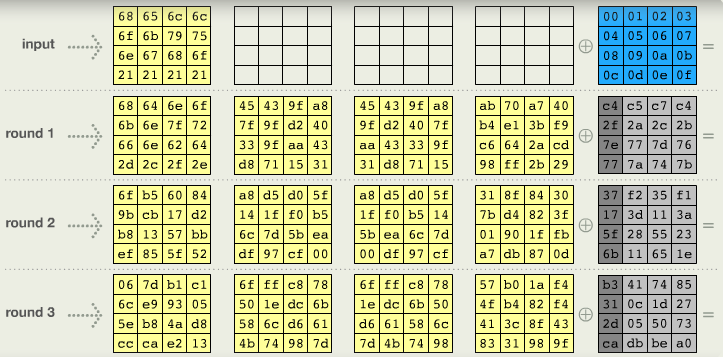 input
68 65 6c 6c
6f 6b 79 75
6e 67 68 6f
21 21 21 21
⊕
00 01 02 03
04 05 06 07
08 09 0a 0b
0c 0d 0e 0f
=
round 1
68 64 6e 6f
6b 6e 7f 72
66 6e 62 64
2d 2c 2f 2e
45 43 9f a8
7f 9f d2 40
33 9f aa 43
d8 71 15 31
45 43 9f a8
9f d2 40 7f
aa 43 33 9f
31 d8 71 15
ab 70 a7 40
b4 e1 3b f9
c6 64 2a cd
98 ff 2b 29
⊕
c4 c5 c7 c4
2f 2a 2c 2b
7e 77 7d 76
77 7a 74 7b
=
round 2
6f b5 60 84
9b cb 17 d2
b8 13 57 bb
ef 85 5f 52
a8 d5 d0 5f
14 1f f0 b5
6c 7d 5b ea
df 97 cf 00
a8 d5 d0 5f
1f f0 b5 14
5b ea 6c 7d
00 df 97 cf
31 8f 84 30
7b d4 82 3f
01 90 1f fb
a7 db 87 0d
⊕
37 f2 35 f1
17 3d 11 3a
5f 28 55 23
6b 11 65 1e
=
round 3
06 7d b1 c1
6c e9 93 05
5e b8 4a d8
cc ca e2 13
6f ff c8 78
50 1e dc 6b
58 6c d6 61
4b 74 98 7d
6f ff c8 78
1e dc 6b 50
d6 61 58 6c
7d 4b 74 98
57 b0 1a f4
4f b4 82 f4
41 3c 8f 43
83 31 98 9f
⊕
b3 41 74 85
31 0c 1d 27
2d 05 50 73
ca db be a0
=